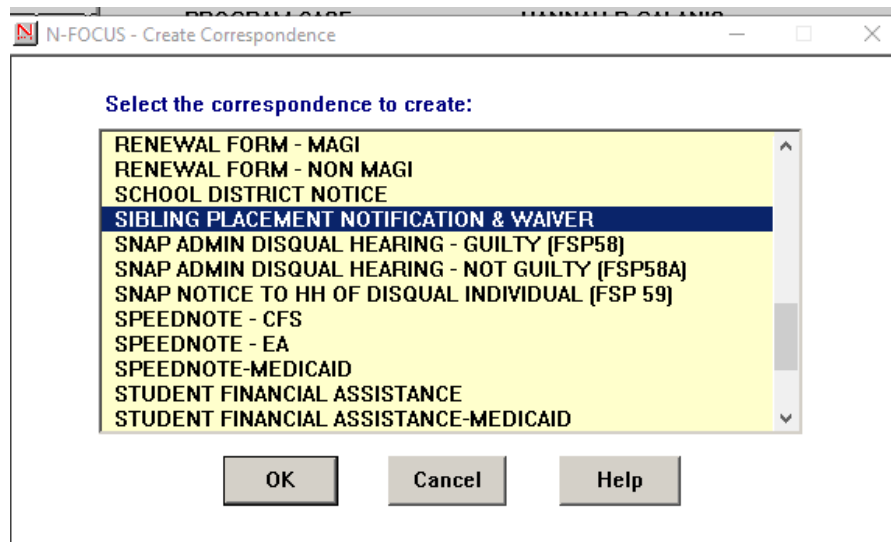 PROGRAM CASE
N-FOCUS - Create Correspondence
Select the correspondence to create:
RENEWAL FORM - MAGI
RENEWAL FORM - NON MAGI
SCHOOL DISTRICT NOTICE
SIBLING PLACEMENT NOTIFICATION & WAIVER
SNAP ADMIN DISQUAL HEARING - GUILTY (FSP58)
SNAP ADMIN DISQUAL HEARING - NOT GUILTY (FSP58A)
SNAP NOTICE TO HH OF DISQUAL INDIVIDUAL (FSP 59)
SPEEDNOTE - CFS
SPEEDNOTE - EA
SPEEDNOTE-MEDICAID
STUDENT FINANCIAL ASSISTANCE
STUDENT FINANCIAL ASSISTANCE-MEDICAID
OK Cancel Help